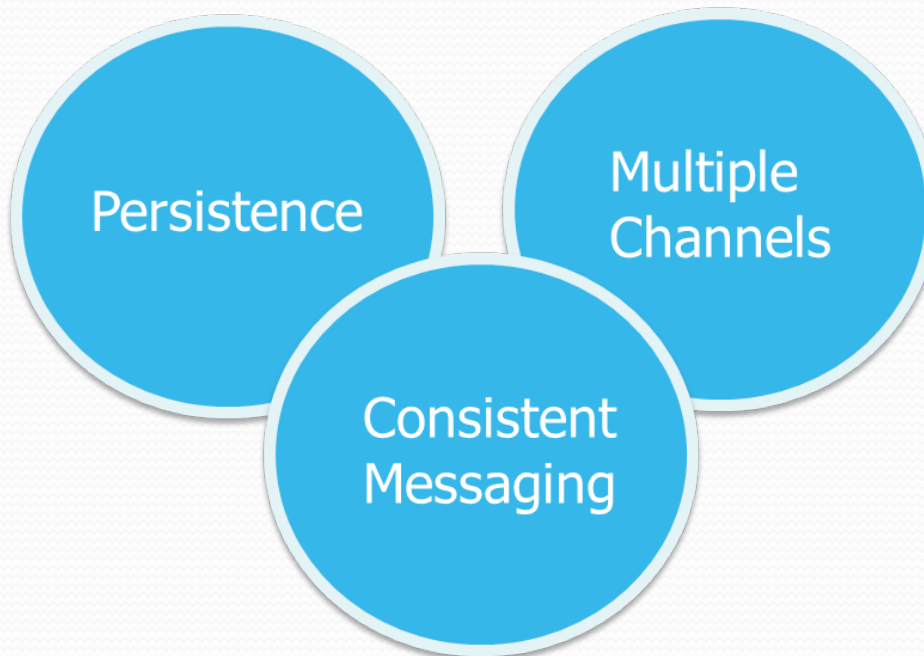 Persistence
Multiple
Channels
Consistent
Messaging